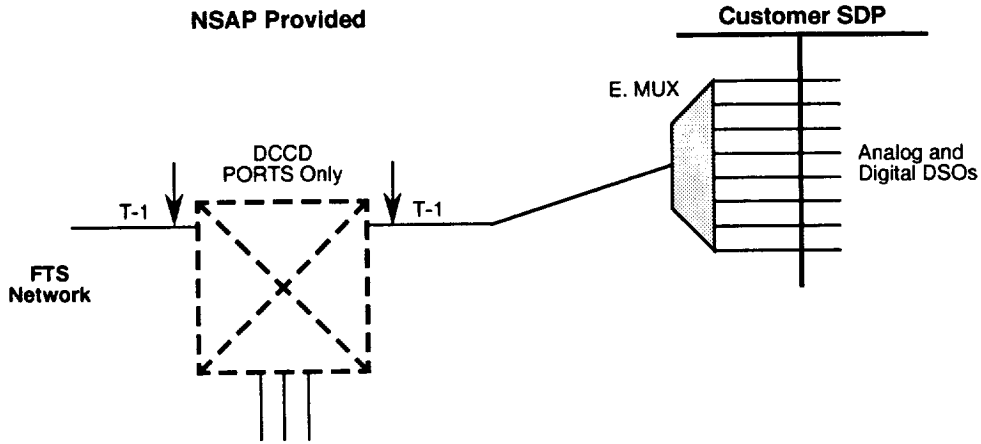 NSAP Provided
Customer SDP
E. MUX
DCCD
PORTS Only
T-1
T-1
Analog and
Digital DSOs
FTS
Network